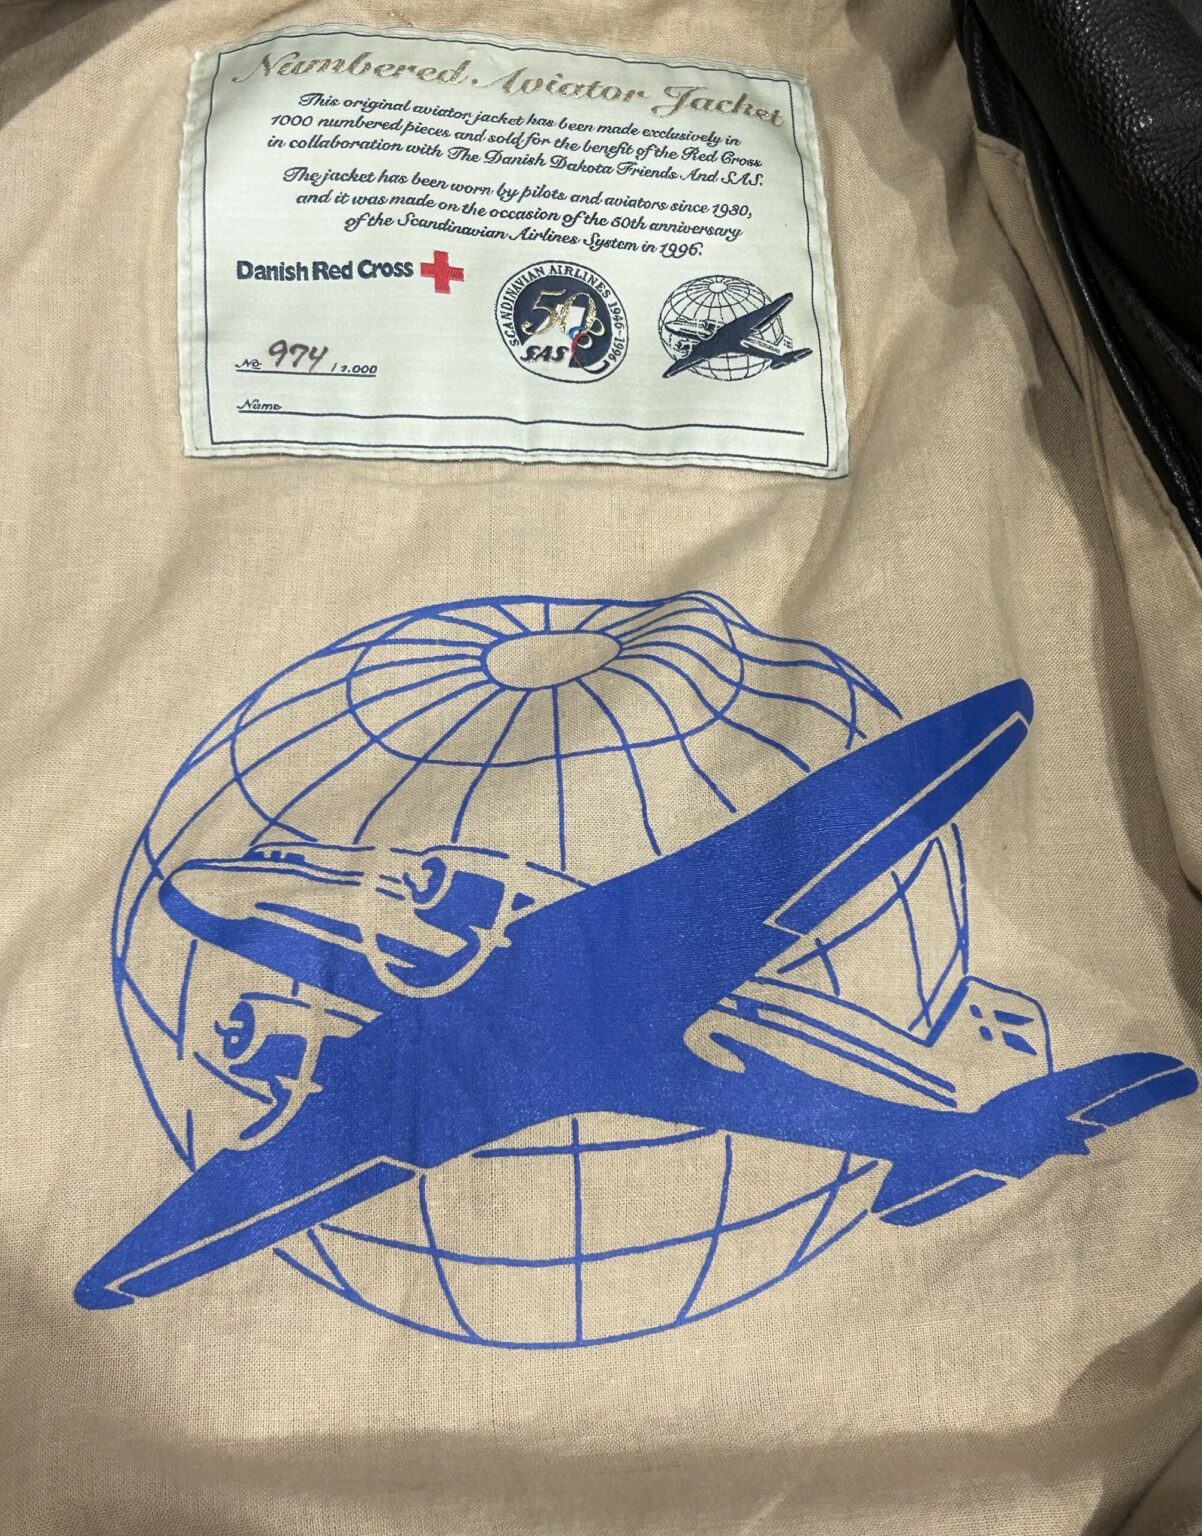 Numbered Aviator Jacket
This original aviator jacket has been made exclusively in
1000 numbered pieces and sold for the benefit of the Red Cross
in collaboration with The Danish Dakota Friends And SAS.
The jacket has been worn by pilots and aviators since 1930,
and it was made on the occasion of the 50th anniversary
of the Scandinavian Airlines System in 1996.
Danish Red Cross
SCANDINAVIAN AIRLINES 1946-1996
50
SAS
No 974 / 1.000
Name